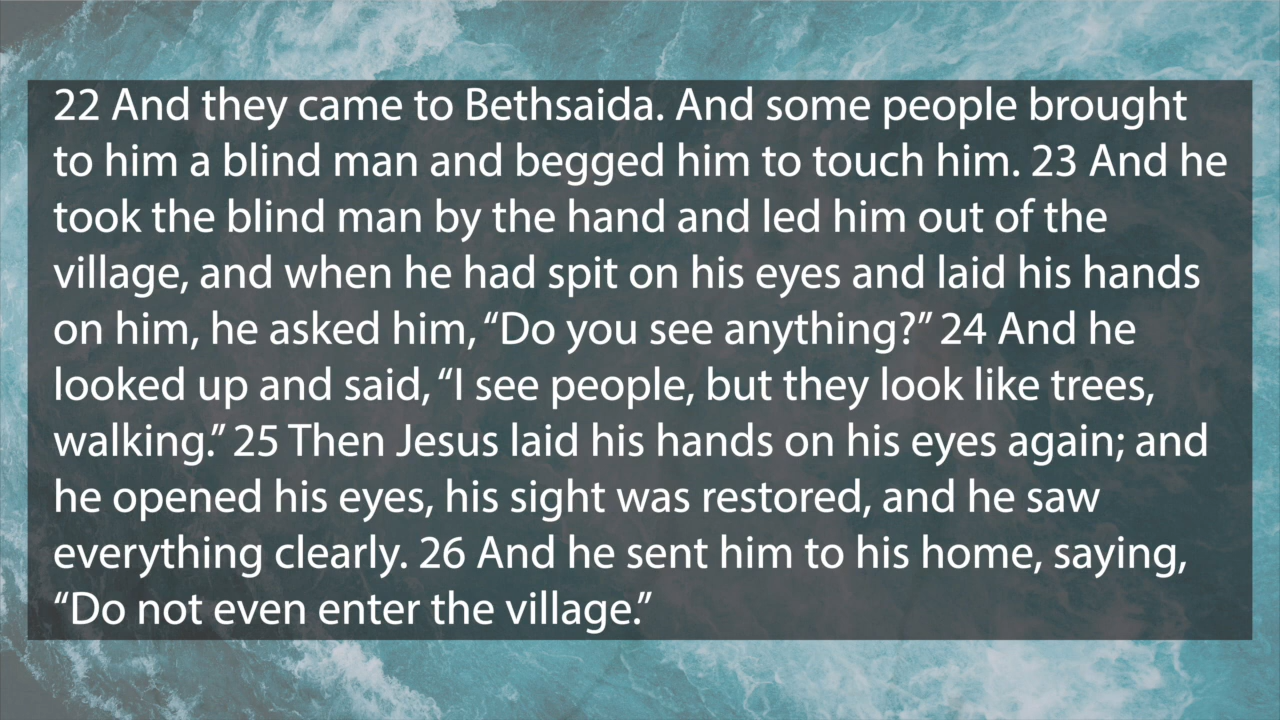 22 And they came to Bethsaida. And some people brought
to him a blind man and begged him to touch him. 23 And he
took the blind man by the hand and led him out of the
village, and when he had spit on his eyes and laid his hands
on him, he asked him, “Do you see anything?” 24 And he
looked up and said, “I see people, but they look like trees,
walking.” 25 Then Jesus laid his hands on his eyes again; and
he opened his eyes, his sight was restored, and he saw
everything clearly. 26 And he sent him to his home, saying,
“Do not even enter the village.”